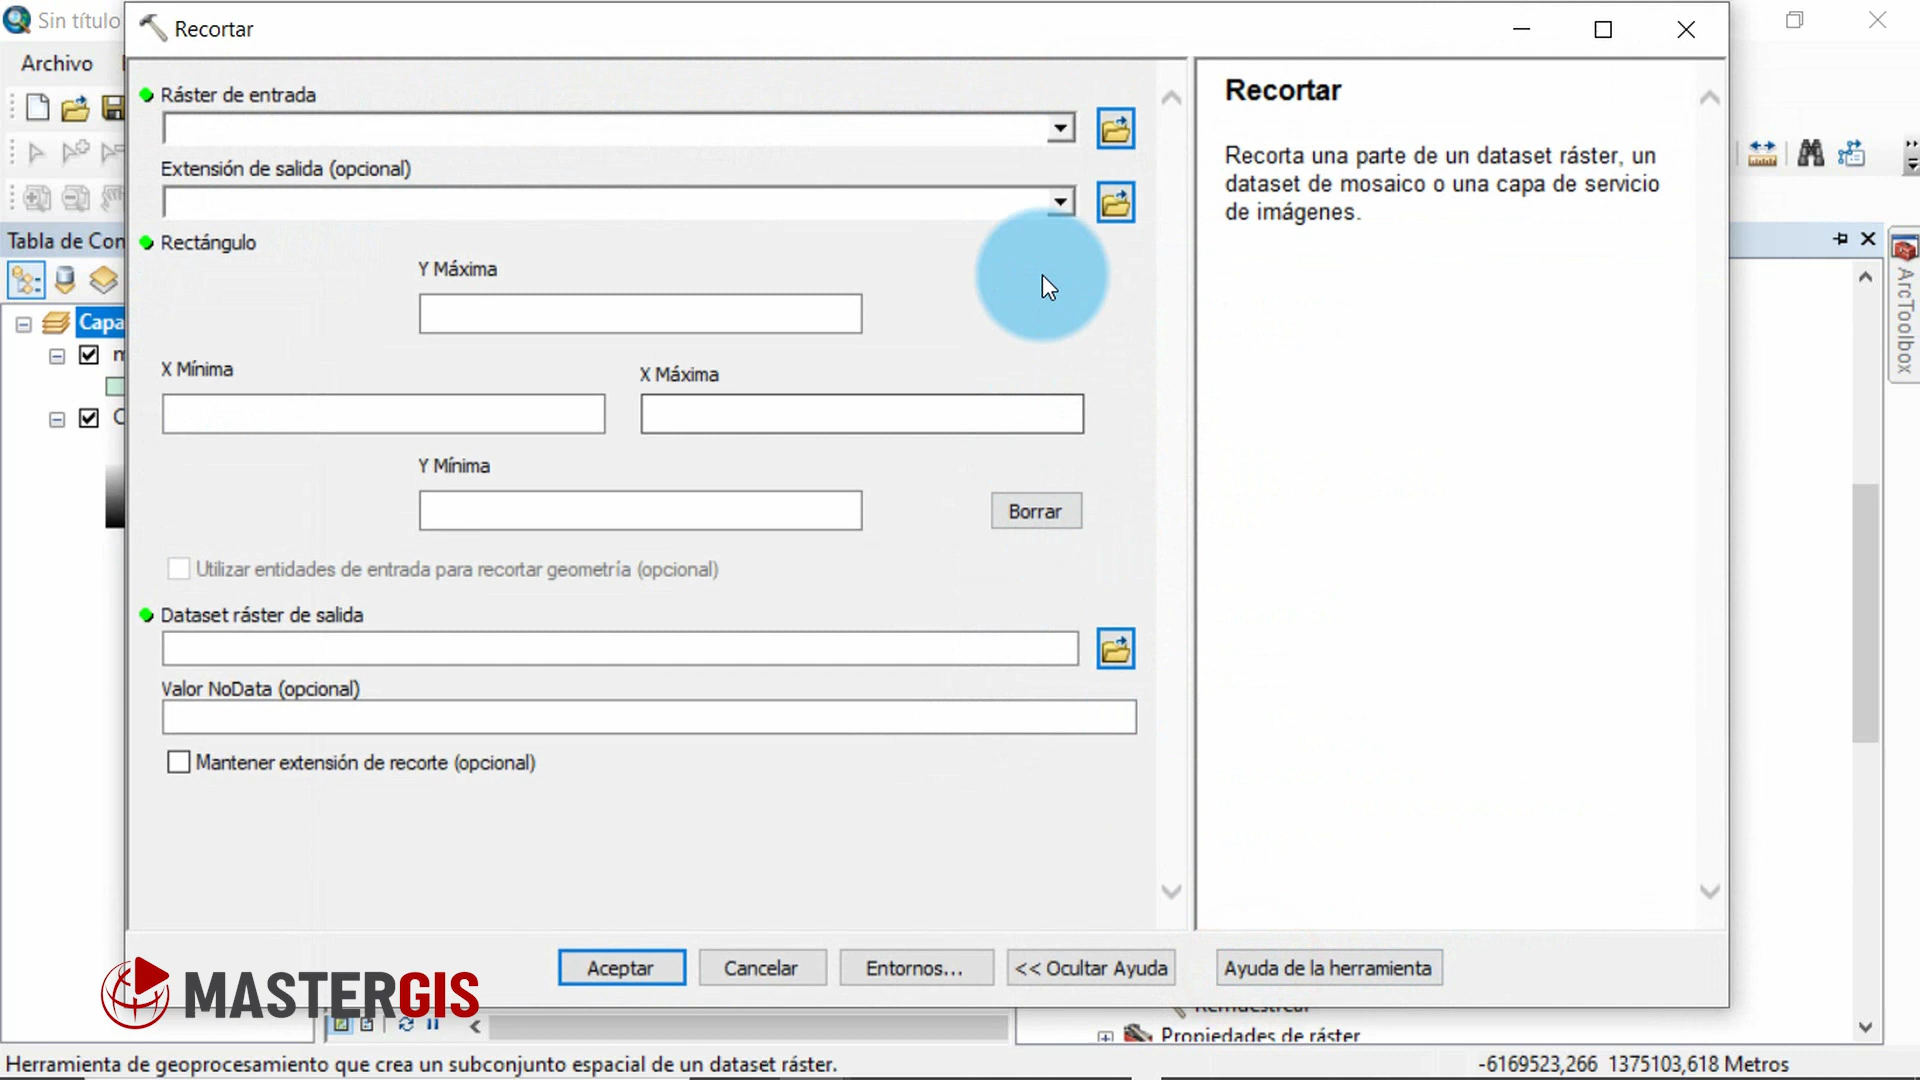 Sin título
Recortar
Archivo
Ráster de entrada
Extensión de salida (opcional)
Rectángulo
Y Máxima
X Mínima
X Máxima
Y Mínima
Borrar
Utilizar entidades de entrada para recortar geometría (opcional)
Dataset ráster de salida
Valor NoData (opcional)
Mantener extensión de recorte (opcional)
Aceptar
Cancelar
Entornos...
<< Ocultar Ayuda
Ayuda de la herramienta
Recortar
Recorta una parte de un dataset ráster, un
dataset de mosaico o una capa de servicio
de imágenes.
Tabla de Con
Capa
ArcToolbox
MASTERGIS
Remuestrear
Propiedades de ráster
Herramienta de geoprocesamiento que crea un subconjunto espacial de un dataset ráster.
-6169523,266 1375103,618 Metros